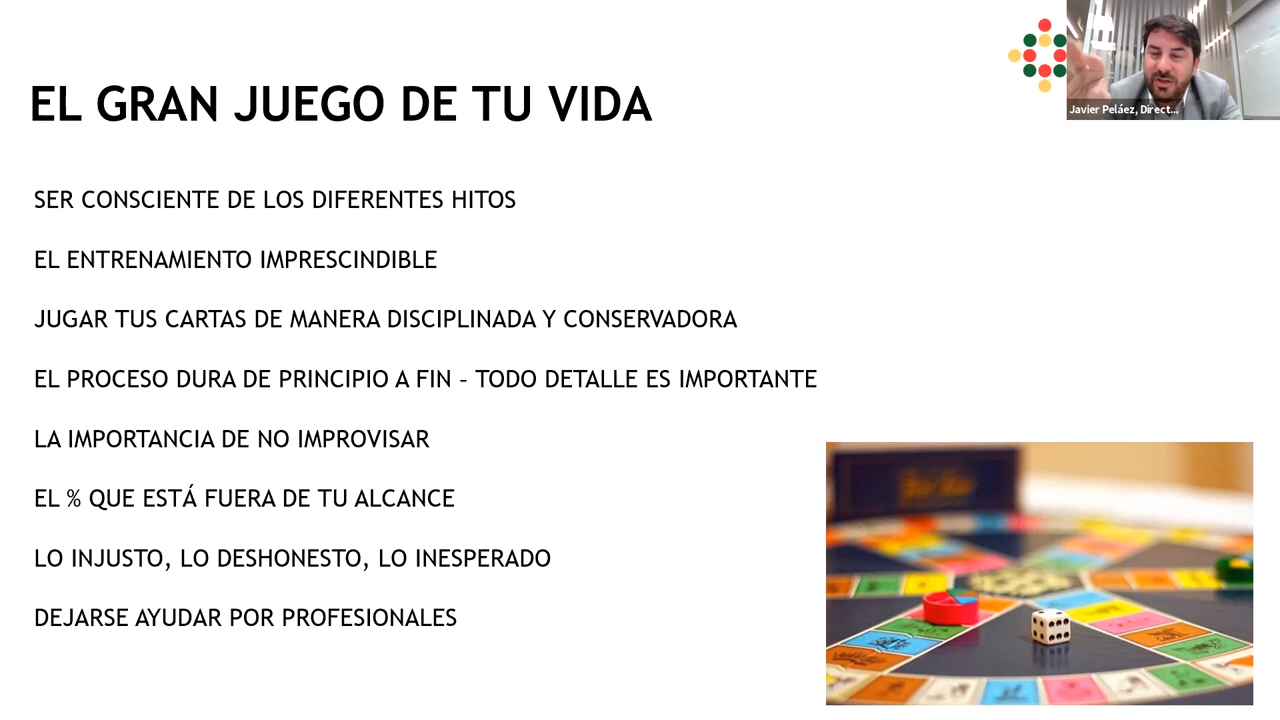 EL GRAN JUEGO DE TU VIDA
SER CONSCIENTE DE LOS DIFERENTES HITOS
EL ENTRENAMIENTO IMPRESCINDIBLE
JUGAR TUS CARTAS DE MANERA DISCIPLINADA Y CONSERVADORA
EL PROCESO DURA DE PRINCIPIO A FIN – TODO DETALLE ES IMPORTANTE
LA IMPORTANCIA DE NO IMPROVISAR
EL % QUE ESTÁ FUERA DE TU ALCANCE
LO INJUSTO, LO DESHONESTO, LO INESPERADO
DEJARSE AYUDAR POR PROFESIONALES
Javier Peláez, Direct...